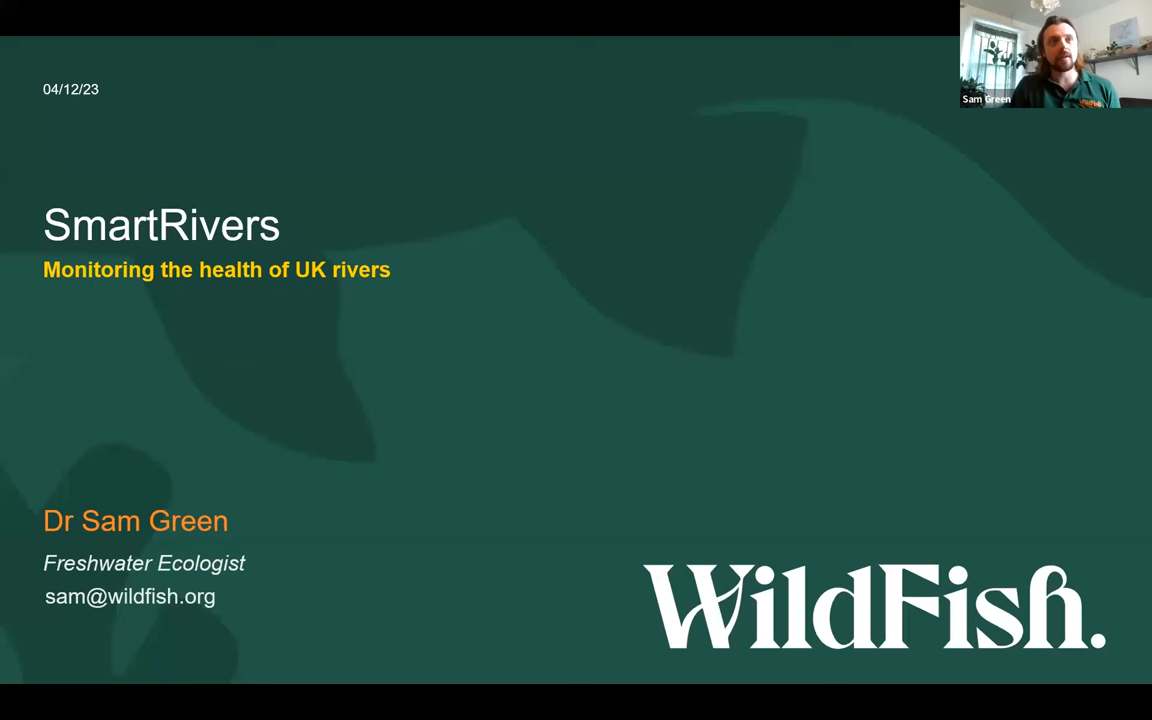 04/12/23
Sam Green
SmartRivers
Monitoring the health of UK rivers
Dr Sam Green
Freshwater Ecologist
sam@wildfish.org
WildFish.